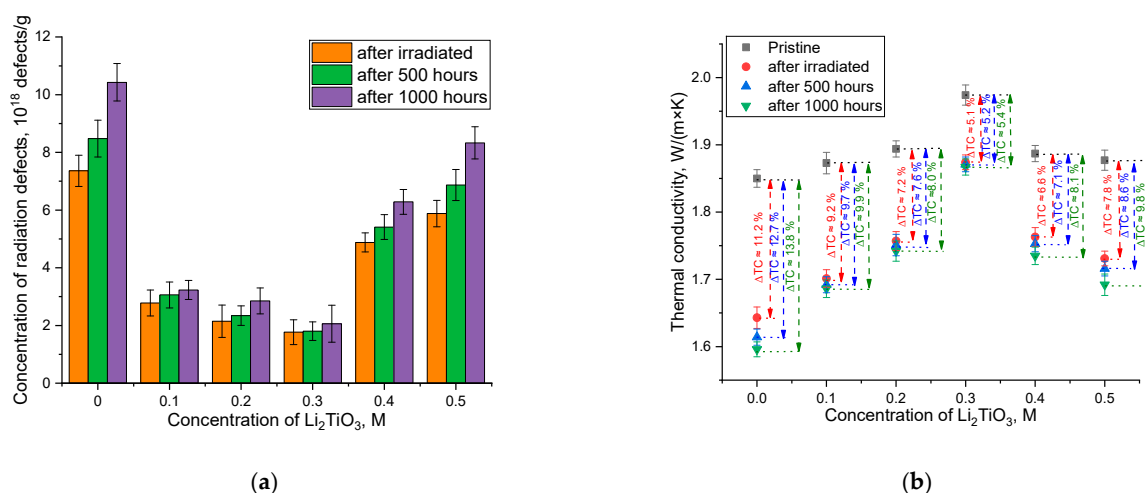 Concentration of radiation defects, 10¹⁸ defects/g
12
10
8
6
4
2
0
after irradiated
after 500 hours
after 1000 hours
0 0.1 0.2 0.3 0.4 0.5
Concentration of Li₂TiO₃, M
(a)
Thermal conductivity, W/(m×K)
2.0
1.9
1.8
1.7
1.6
Pristine
after irradiated
after 500 hours
after 1000 hours
ΔTC ≈ 11.2 %
ΔTC ≈ 12.7 %
ΔTC ≈ 13.8 %
ΔTC ≈ 9.2 %
ΔTC ≈ 9.7 %
ΔTC ≈ 9.9 %
ΔTC ≈ 7.2 %
ΔTC ≈ 7.6 %
ΔTC ≈ 8.0 %
ΔTC ≈ 5.1 %
ΔTC ≈ 5.2 %
ΔTC ≈ 5.4 %
ΔTC ≈ 6.6 %
ΔTC ≈ 7.1 %
ΔTC ≈ 8.1 %
ΔTC ≈ 7.8 %
ΔTC ≈ 8.6 %
ΔTC ≈ 9.8 %
0.0 0.1 0.2 0.3 0.4 0.5
Concentration of Li₂TiO₃, M
(b)